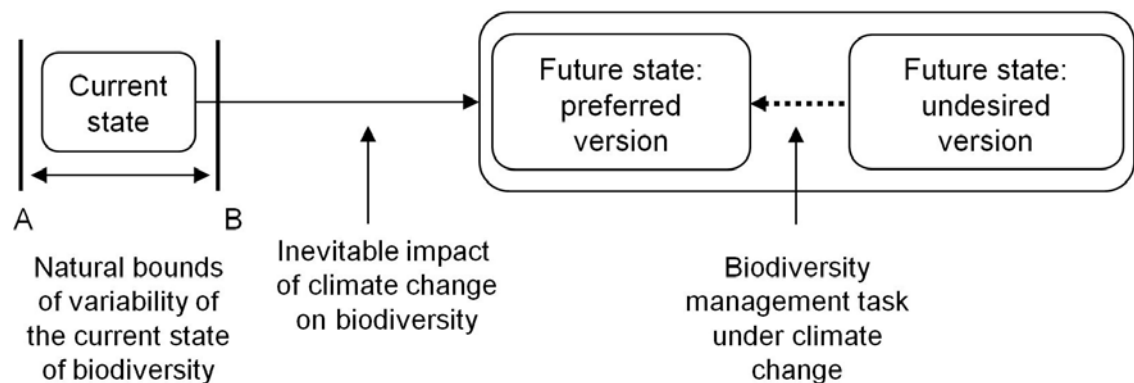 Current
state
Future state:
preferred
version
Future state:
undesired
version
A
B
Natural bounds
of variability of
the current state
of biodiversity
Inevitable impact
of climate change
on biodiversity
Biodiversity
management task
under climate
change